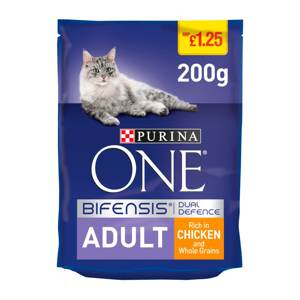 £1.25
200g
PURINA
ONE®
BIFENSIS®
DUAL
DEFENCE
ADULT
Rich in
CHICKEN
and
Whole Grains